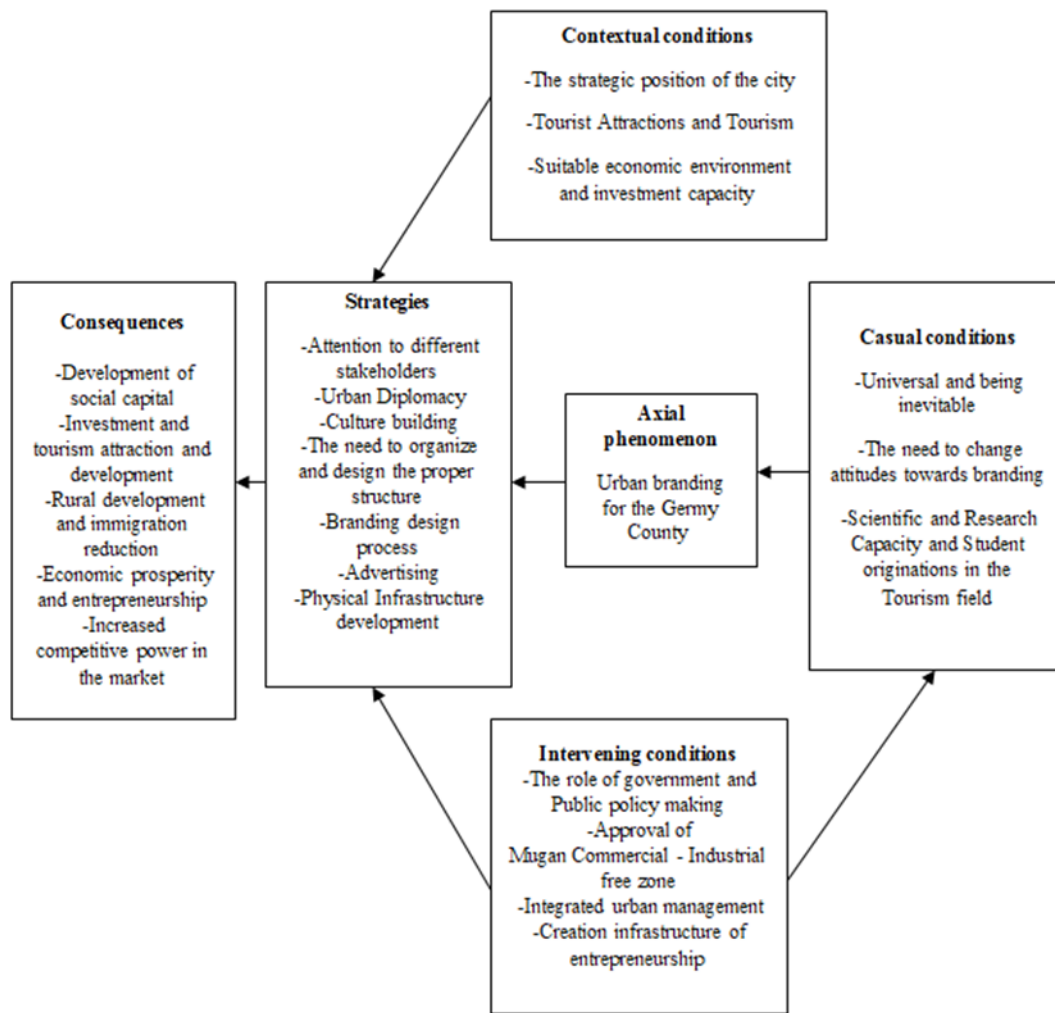 Contextual conditions
-The strategic position of the city
-Tourist Attractions and Tourism
-Suitable economic environment
and investment capacity
Consequences
-Development of
social capital
-Investment and
tourism attraction and
development
-Rural development
and immigration
reduction
-Economic prosperity
and entrepreneurship
-Increased
competitive power in
the market
Strategies
-Attention to different
stakeholders
-Urban Diplomacy
-Culture building
-The need to organize
and design the proper
structure
-Branding design
process
-Advertising
-Physical Infrastructure
development
Axial
phenomenon
Urban branding
for the Germy
County
Casual conditions
-Universal and being
inevitable
-The need to change
attitudes towards branding
-Scientific and Research
Capacity and Student
originations in the
Tourism field
Intervening conditions
-The role of government and
Public policy making
-Approval of
Mugan Commercial - Industrial
free zone
-Integrated urban management
-Creation infrastructure of
entrepreneurship